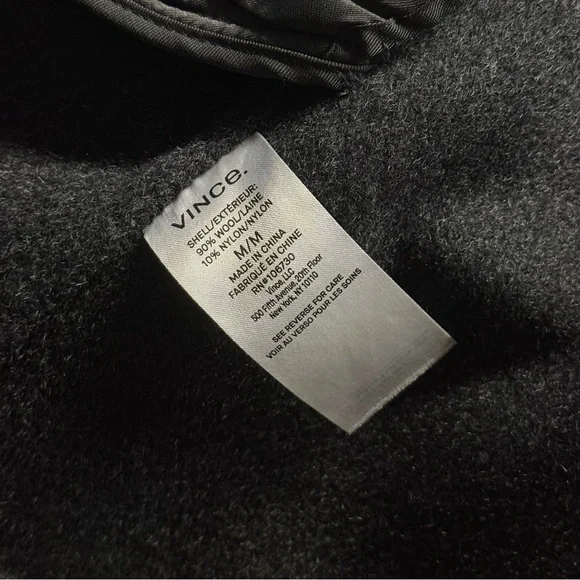 VINCE.
SHELL/EXTÉRIEUR:
90% WOOL/LAINE
10% NYLON/NYLON
M/M
MADE IN CHINA
FABRIQUÉ EN CHINE
RN#106730
Vince, LLC
500 Fifth Avenue, 20th Floor
New York, NY 10110
SEE REVERSE FOR CARE
VOIR AU VERSO POUR LES SOINS